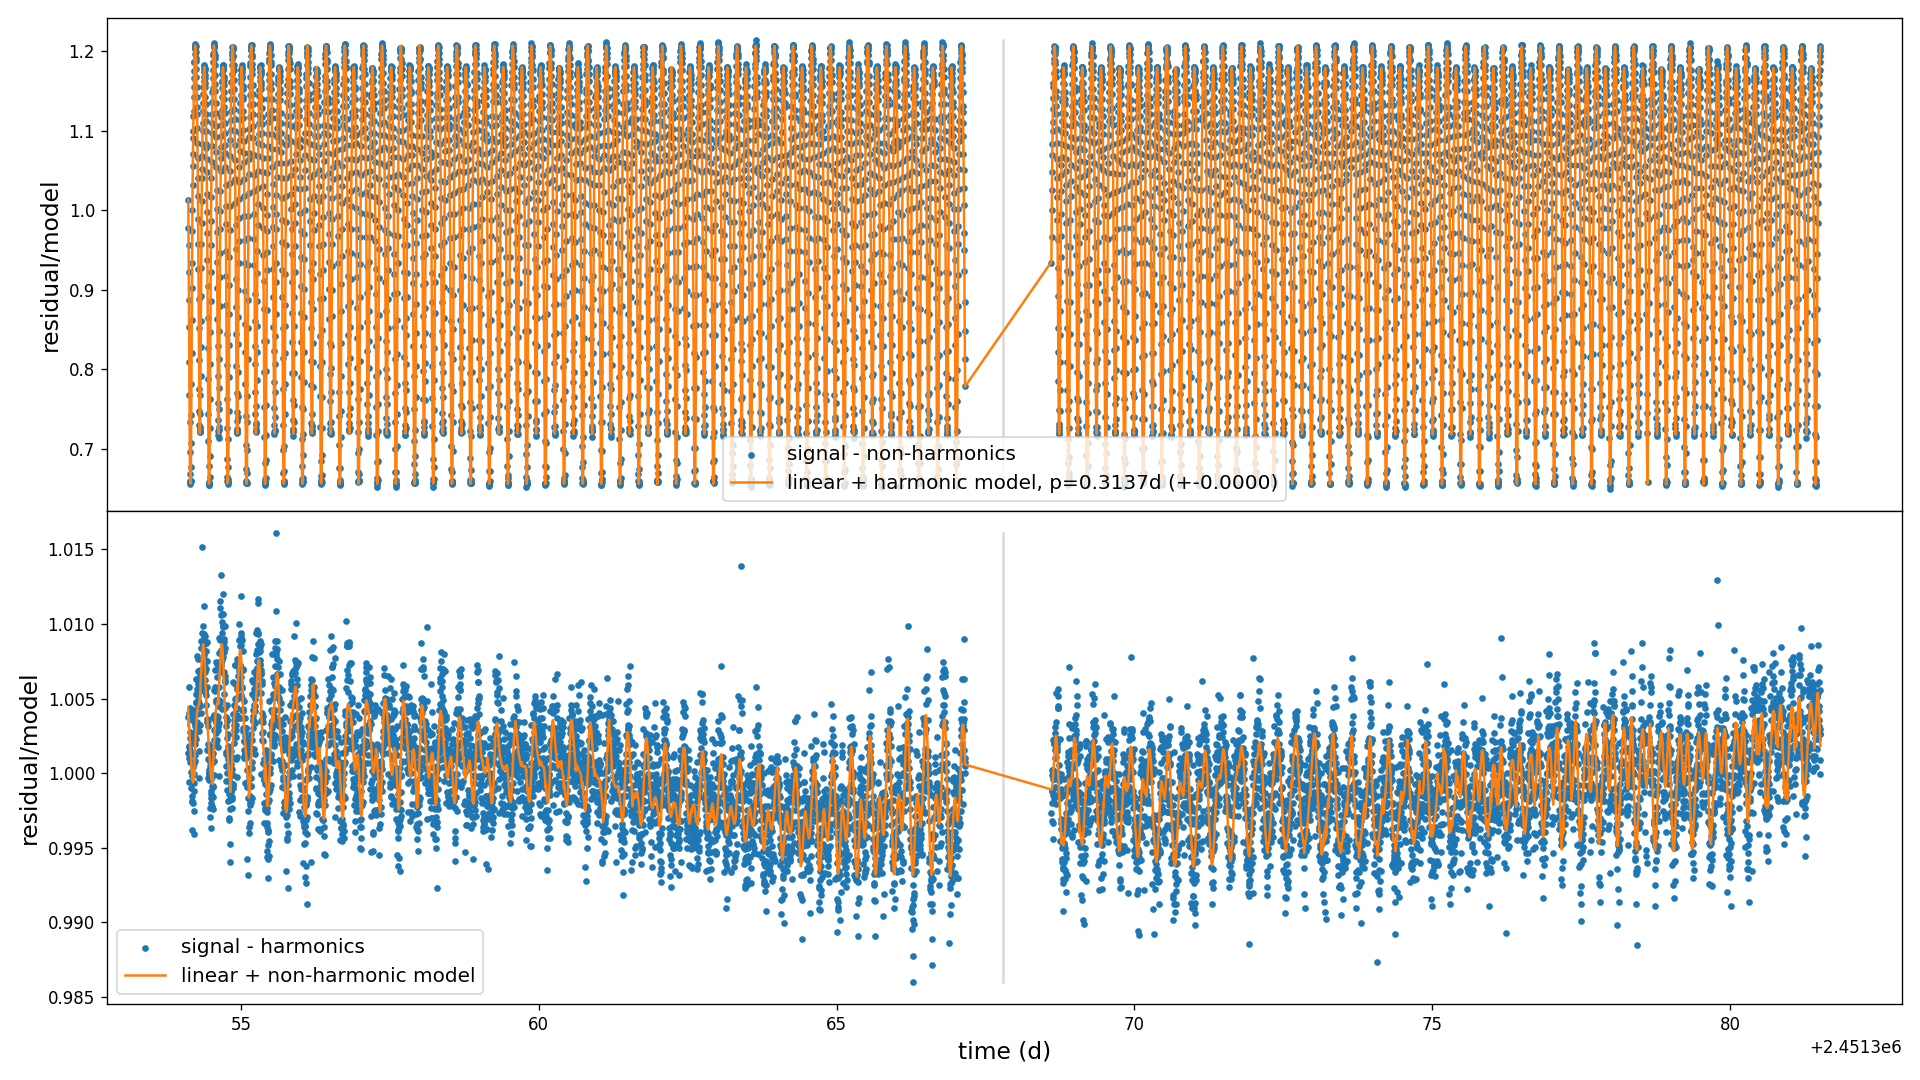 residual/model
1.2
1.1
1.0
0.9
0.8
0.7
signal - non-harmonics
linear + harmonic model, p=0.3137d (+-0.0000)
residual/model
1.015
1.010
1.005
1.000
0.995
0.990
0.985
signal - harmonics
linear + non-harmonic model
55 60 65 70 75 80
time (d)
+2.4513e6